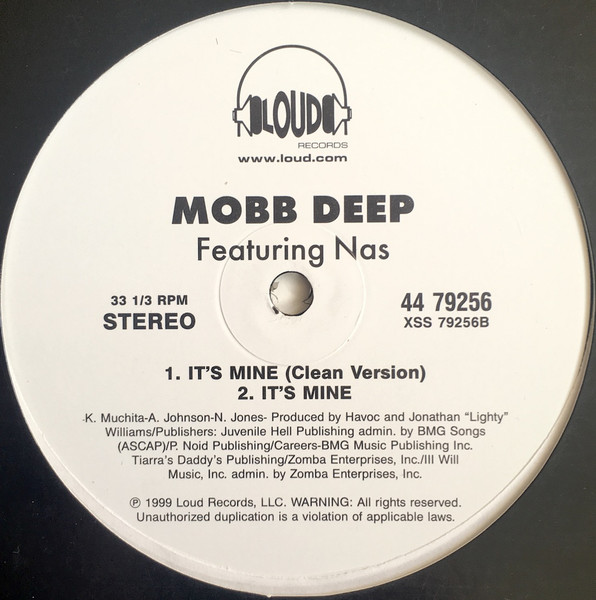 LOUD
RECORDS
www.loud.com
MOBB DEEP
Featuring Nas
33 1/3 RPM
STEREO
44 79256
XSS 79256B
1. IT'S MINE (Clean Version)
2. IT'S MINE
K. Muchita-A. Johnson-N. Jones- Produced by Havoc and Jonathan "Lighty"
Williams/Publishers: Juvenile Hell Publishing admin. by BMG Songs
(ASCAP)/P. Noid Publishing/Careers-BMG Music Publishing Inc.
Tiarra's Daddy's Publishing/Zomba Enterprises, Inc./Ill Will
Music, Inc. admin. by Zomba Enterprises, Inc.
℗ 1999 Loud Records, LLC. WARNING: All rights reserved.
Unauthorized duplication is a violation of applicable laws.